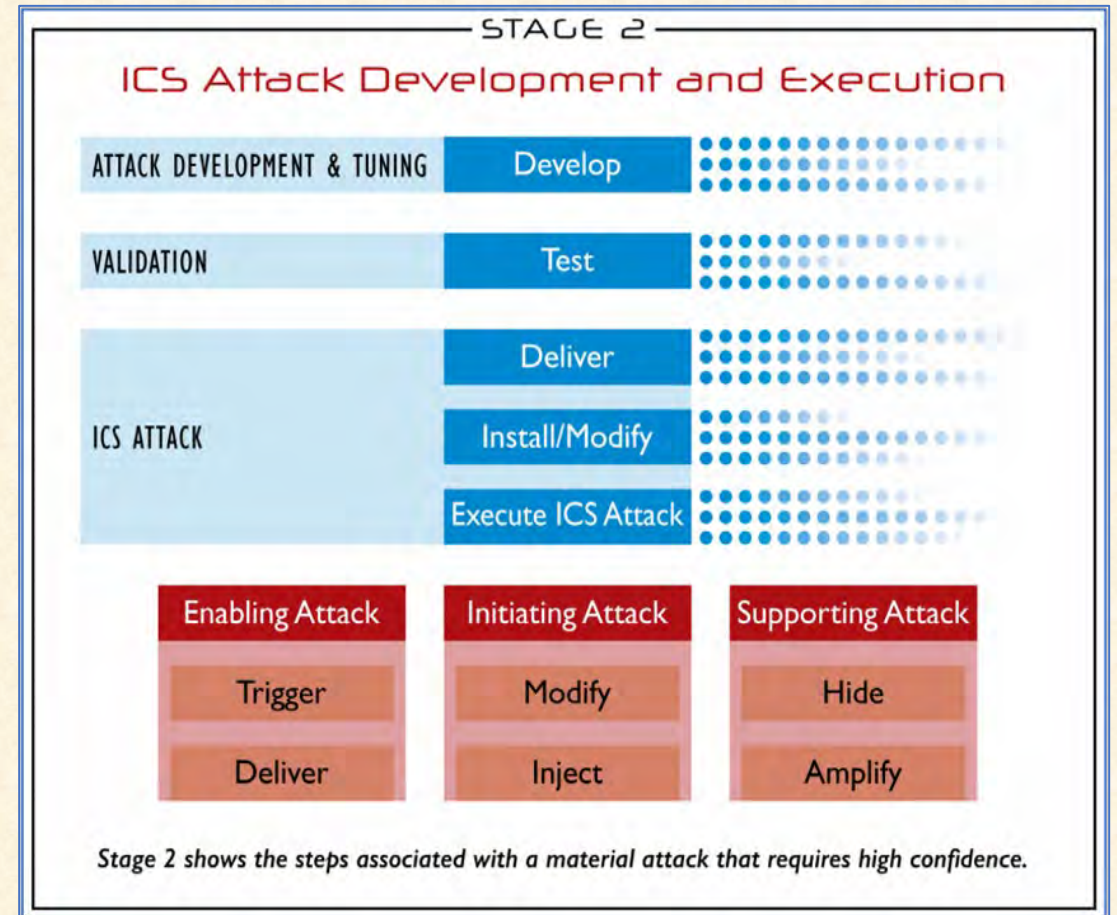 STAGE 2
ICS Attack Development and Execution
ATTACK DEVELOPMENT & TUNING
Develop
VALIDATION
Test
ICS ATTACK
Deliver
Install/Modify
Execute ICS Attack
Enabling Attack
Initiating Attack
Supporting Attack
Trigger
Modify
Hide
Deliver
Inject
Amplify
Stage 2 shows the steps associated with a material attack that requires high confidence.